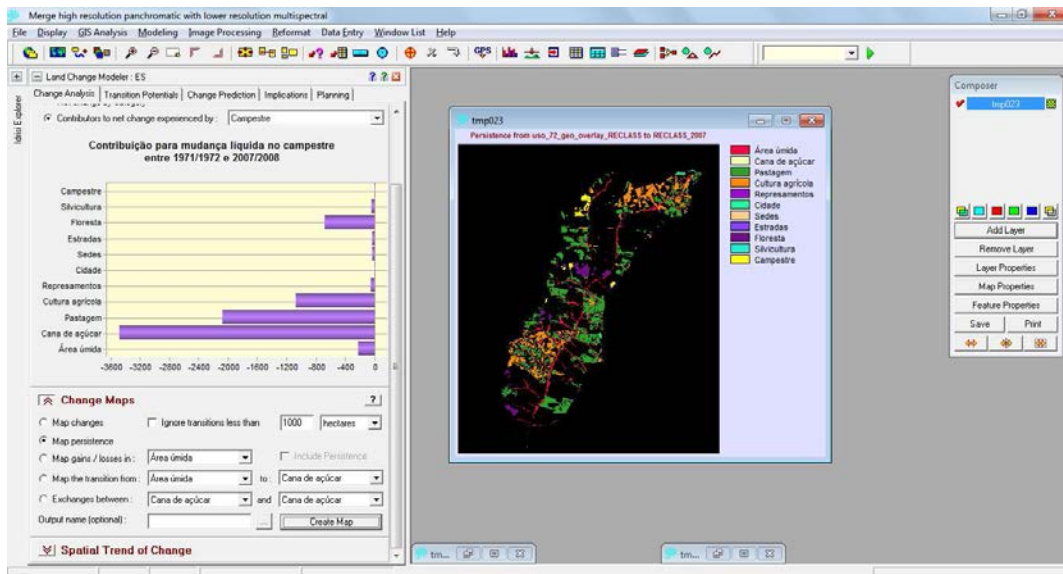 Merge high resolution panchromatic with lower resolution multispectral
File Display GIS Analysis Modeling Image Processing Reformat Data Entry Window List Help
GPS
Idrisi Explorer
Land Change Modeler : ES
Change Analysis Transition Potentials Change Prediction Implications Planning
Contributors to net change experienced by : Campestre
Contribuição para mudança líquida no campestre
entre 1971/1972 e 2007/2008
Campestre
Silvicultura
Floresta
Estradas
Sedes
Cidade
Represamentos
Cultura agrícola
Pastagem
Cana de açúcar
Área úmida
-3600 -3200 -2800 -2400 -2000 -1600 -1200 -800 -400 0
Change Maps ?
Map changes Ignore transitions less than 1000 hectares
Map persistence
Map gains / losses in : Área úmida Include Persistence
Map the transition from : Área úmida to : Cana de açúcar
Exchanges between : Cana de açúcar and Cana de açúcar
Output name (optional) : ... Create Map
Spatial Trend of Change
tmp023
Persistence from uso_72_geo_overlay_RECLASS to RECLASS_2007
Área úmida
Cana de açúcar
Pastagem
Cultura agrícola
Represamentos
Cidade
Sedes
Estradas
Floresta
Silvicultura
Campestre
tm...
tm...
Composer
tmp023
Add Layer
Remove Layer
Layer Properties
Map Properties
Feature Properties
Save Print